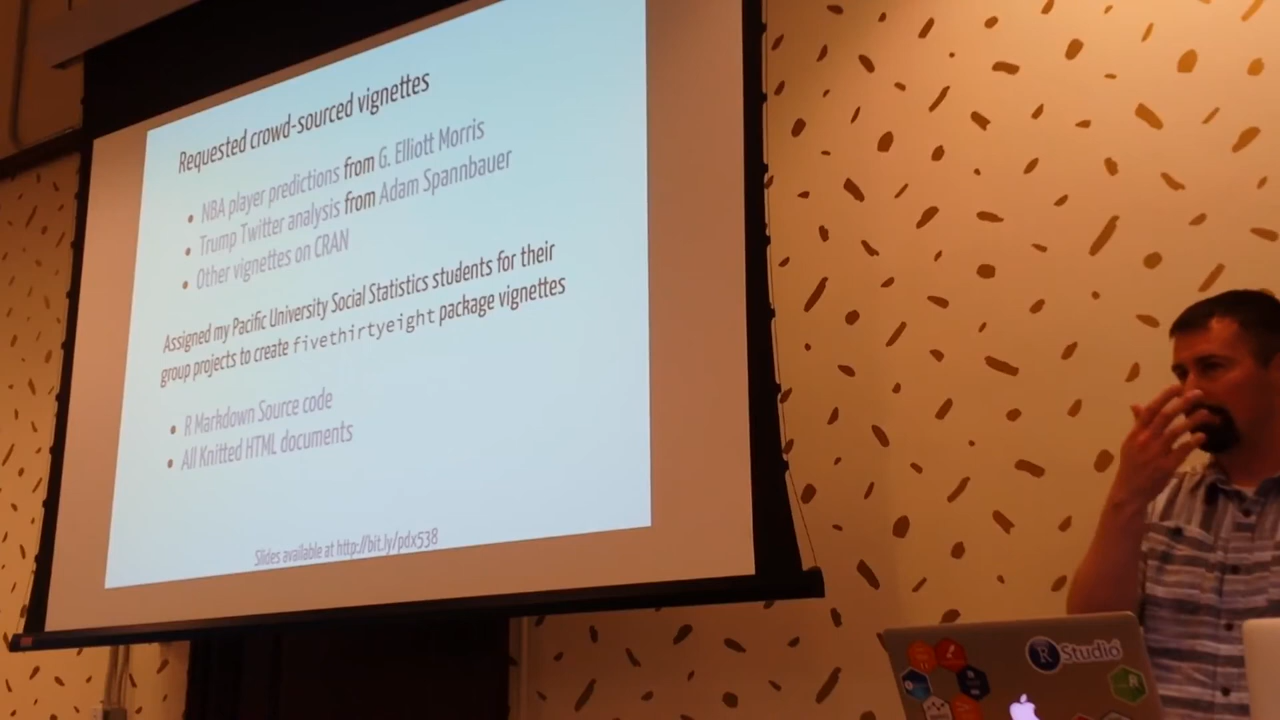 Requested crowd-sourced vignettes
• NBA player predictions from G. Elliott Morris
• Trump Twitter analysis from Adam Spannbauer
• Other vignettes on CRAN
Assigned my Pacific University Social Statistics students for their
group projects to create fivethirtyeight package vignettes
• R Markdown Source code
• All Knitted HTML documents
Slides available at http://bit.ly/pdx538
R Studio
R